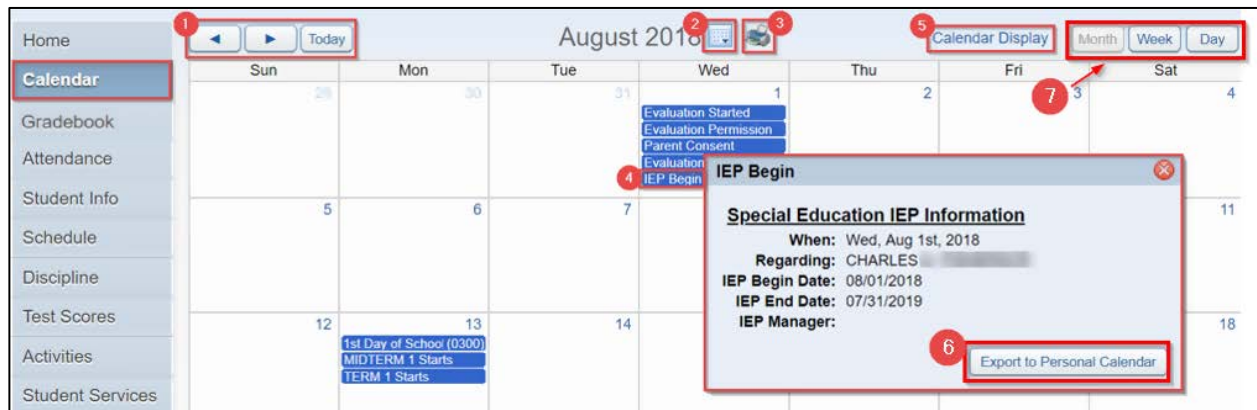 1
2
3
5
Home
◄ ► Today
August 2018
Calendar Display
Month Week Day
Calendar
Sun Mon Tue Wed Thu Fri Sat
7
29 30 31 1 2 3 4
Gradebook
Evaluation Started
Evaluation Permission
Attendance
Parent Consent
Evaluation
4
IEP Begin
IEP Begin
Student Info
Special Education IEP Information
5 6 7 11
When: Wed, Aug 1st, 2018
Schedule
Regarding: CHARLES
IEP Begin Date: 08/01/2018
Discipline
IEP End Date: 07/31/2019
Test Scores
IEP Manager:
12 13 14 18
1st Day of School (0300)
6
Activities
MIDTERM 1 Starts
Export to Personal Calendar
TERM 1 Starts
Student Services